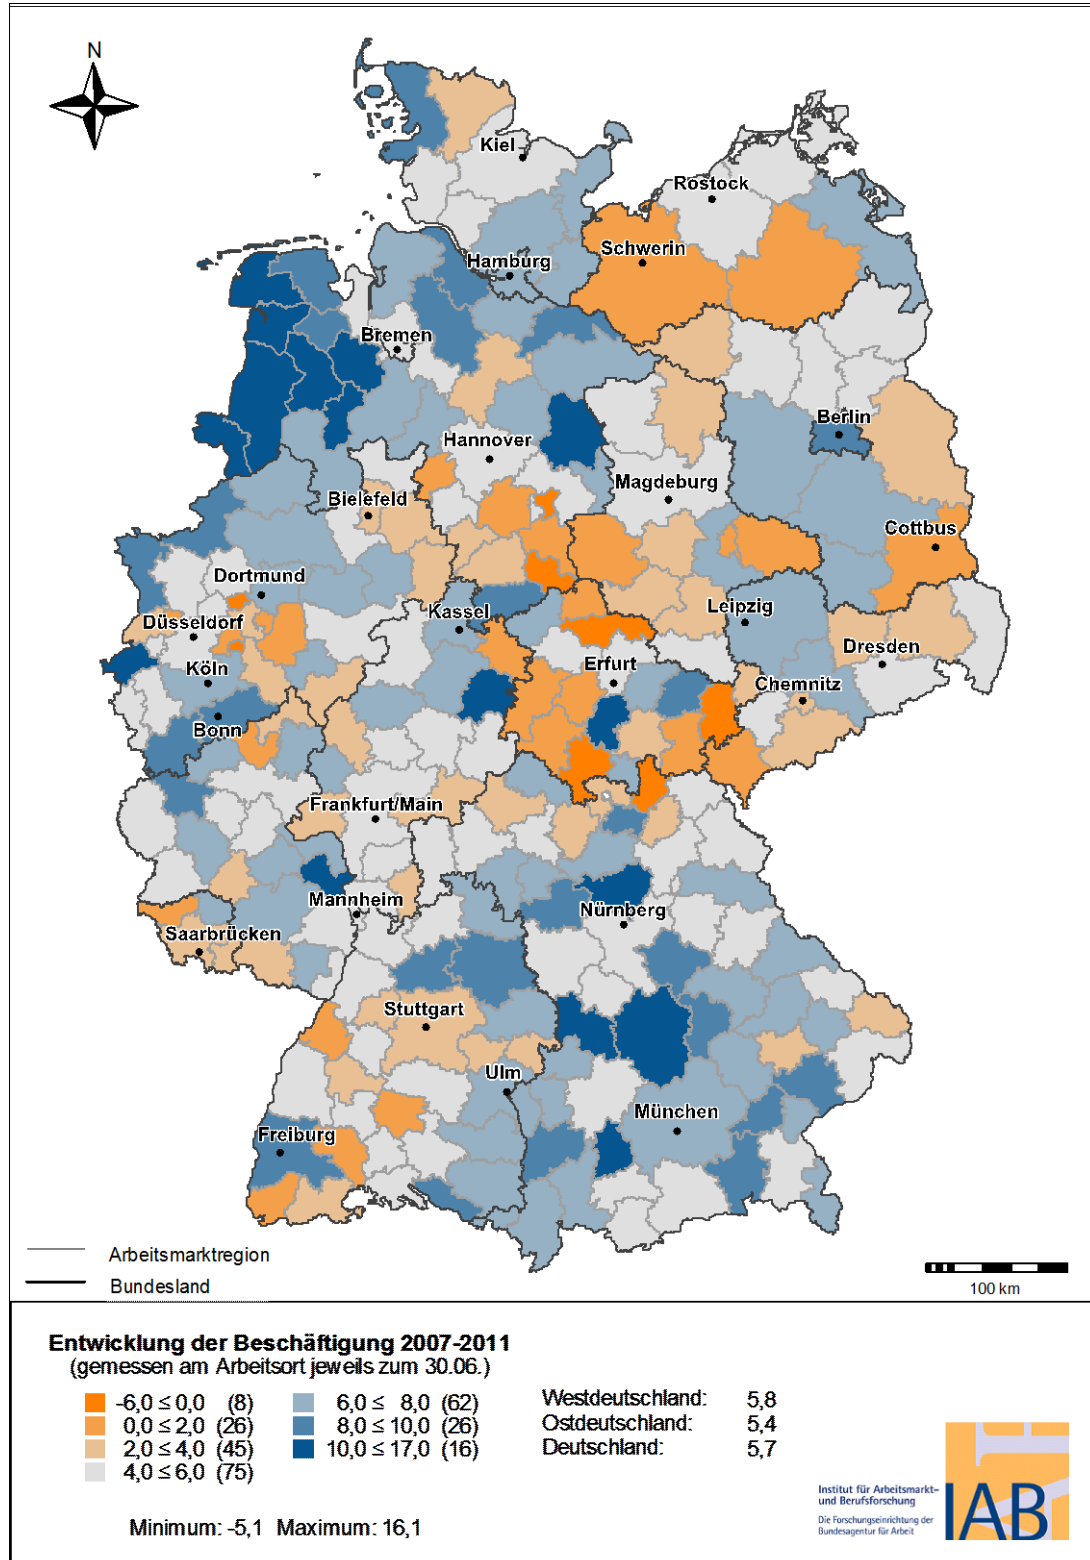 N
Kiel
Rostock
Schwerin
Hamburg
Bremen
Berlin
Hannover
Magdeburg
Bielefeld
Cottbus
Dortmund
Kassel
Leipzig
Düsseldorf
Dresden
Köln
Erfurt
Chemnitz
Bonn
Frankfurt/Main
Mannheim
Nürnberg
Saarbrücken
Stuttgart
Ulm
München
Freiburg
Arbeitsmarktregion
Bundesland
100 km
Entwicklung der Beschäftigung 2007-2011
(gemessen am Arbeitsort jeweils zum 30.06.)
-6,0 ≤ 0,0 (8)
0,0 ≤ 2,0 (26)
2,0 ≤ 4,0 (45)
4,0 ≤ 6,0 (75)
6,0 ≤ 8,0 (62)
8,0 ≤ 10,0 (26)
10,0 ≤ 17,0 (16)
Westdeutschland: 5,8
Ostdeutschland: 5,4
Deutschland: 5,7
Minimum: -5,1 Maximum: 16,1
Institut für Arbeitsmarkt-
und Berufsforschung
Die Forschungseinrichtung der
Bundesagentur für Arbeit
IAB